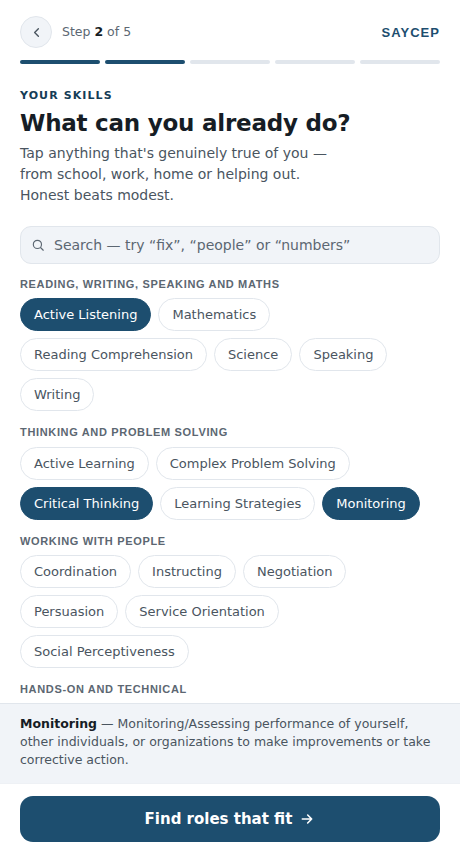 Step 2 of 5
SAYCEP
YOUR SKILLS
What can you already do?
Tap anything that's genuinely true of you —
from school, work, home or helping out.
Honest beats modest.
Search — try “fix”, “people” or “numbers”
READING, WRITING, SPEAKING AND MATHS
Active Listening
Mathematics
Reading Comprehension
Science
Speaking
Writing
THINKING AND PROBLEM SOLVING
Active Learning
Complex Problem Solving
Critical Thinking
Learning Strategies
Monitoring
WORKING WITH PEOPLE
Coordination
Instructing
Negotiation
Persuasion
Service Orientation
Social Perceptiveness
HANDS-ON AND TECHNICAL
Monitoring — Monitoring/Assessing performance of yourself,
other individuals, or organizations to make improvements or take
corrective action.
Find roles that fit →